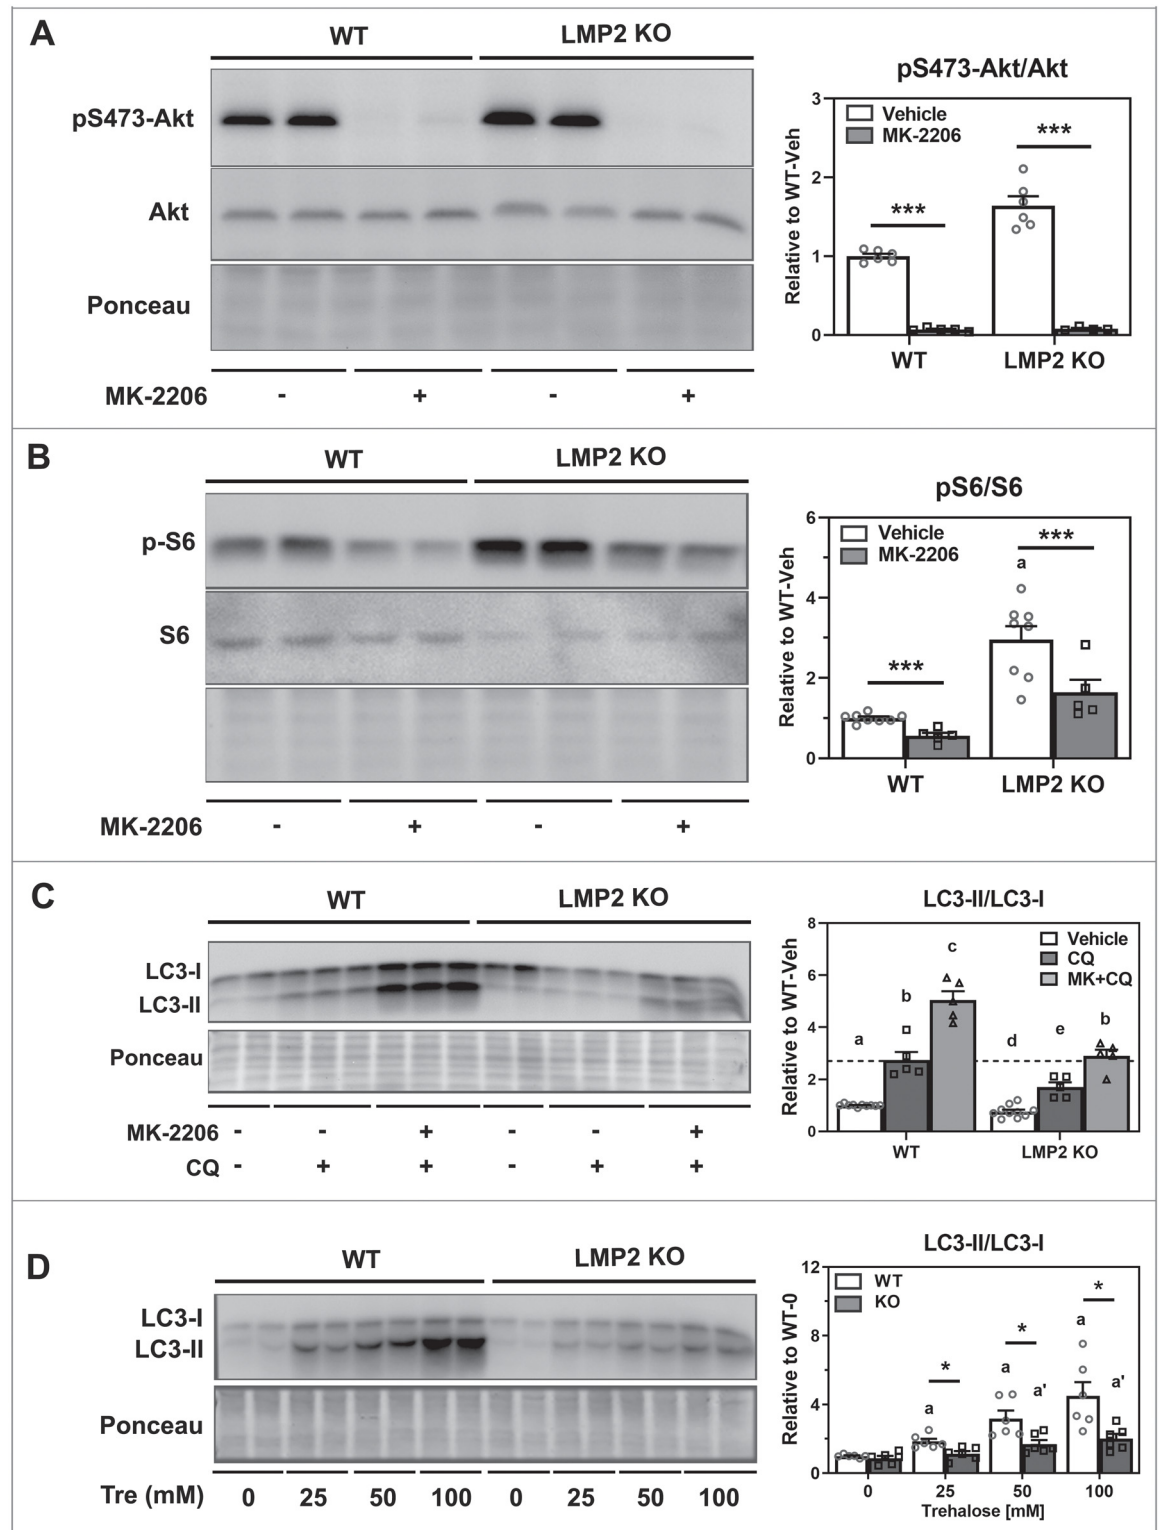 A
WT
LMP2 KO
pS473-Akt
Akt
Ponceau
MK-2206 - + - +
pS473-Akt/Akt
Relative to WT-Veh
3
2
1
0
Vehicle
MK-2206
***
***
WT
LMP2 KO
B
WT
LMP2 KO
p-S6
S6
MK-2206 - + - +
pS6/S6
Relative to WT-Veh
6
4
2
0
Vehicle
MK-2206
***
a
***
WT
LMP2 KO
C
WT
LMP2 KO
LC3-I
LC3-II
Ponceau
MK-2206 - - + - - +
CQ - + + - + +
LC3-II/LC3-I
Relative to WT-Veh
8
6
4
2
0
Vehicle
CQ
MK+CQ
a
b
c
d
e
b
WT
LMP2 KO
D
WT
LMP2 KO
LC3-I
LC3-II
Ponceau
Tre (mM) 0 25 50 100 0 25 50 100
LC3-II/LC3-I
Relative to WT-0
12
8
4
0
WT
KO
*
a
*
a
a'
*
a
a'
0 25 50 100
Trehalose [mM]